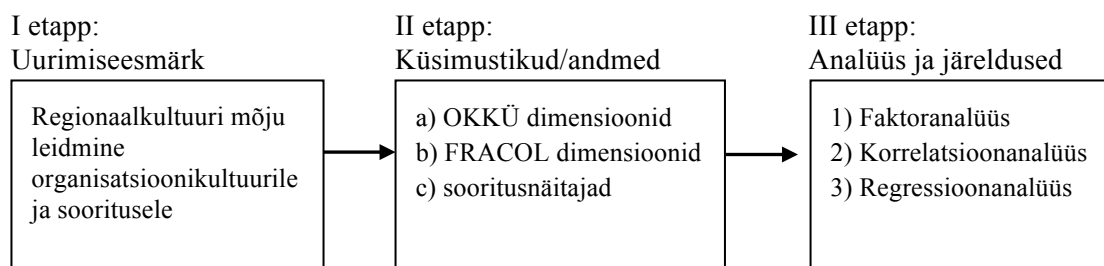 I etapp:
Uurimiseesmärk
Regionaalkultuuri mõju
leidmine
organisatsioonikultuurile
ja sooritusele
II etapp:
Küsimustikud/andmed
a) OKKÜ dimensioonid
b) FRACOL dimensioonid
c) sooritusnäitajad
III etapp:
Analüüs ja järeldused
1) Faktoranalüüs
2) Korrelatsioonanalüüs
3) Regressioonanalüüs